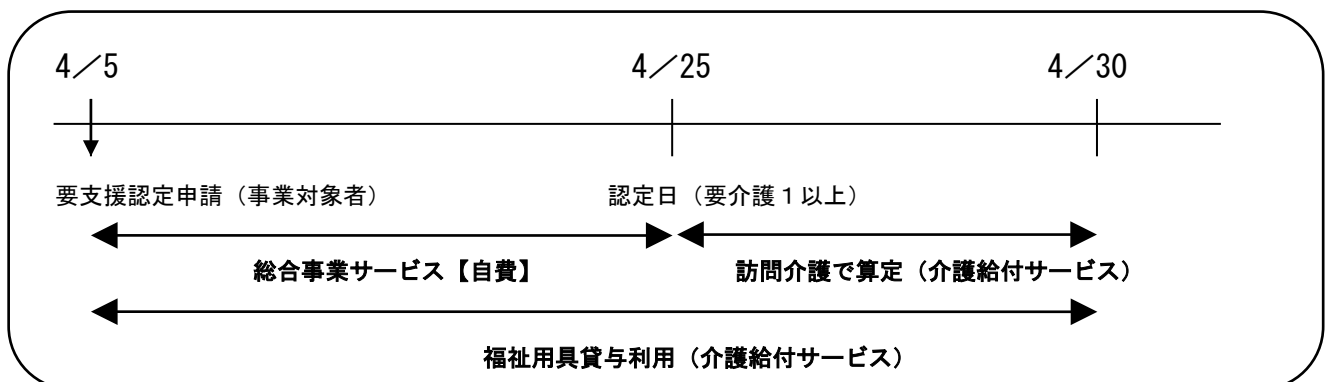 4／5 4／25 4／30
要支援認定申請（事業対象者） 認定日（要介護１以上）
総合事業サービス【自費】 訪問介護で算定（介護給付サービス）
福祉用具貸与利用（介護給付サービス）